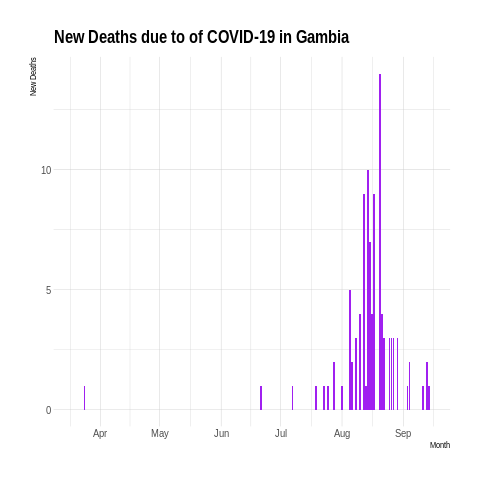 New Deaths due to of COVID-19 in Gambia
New Deaths
10
5
0
Apr May Jun Jul Aug Sep
Month